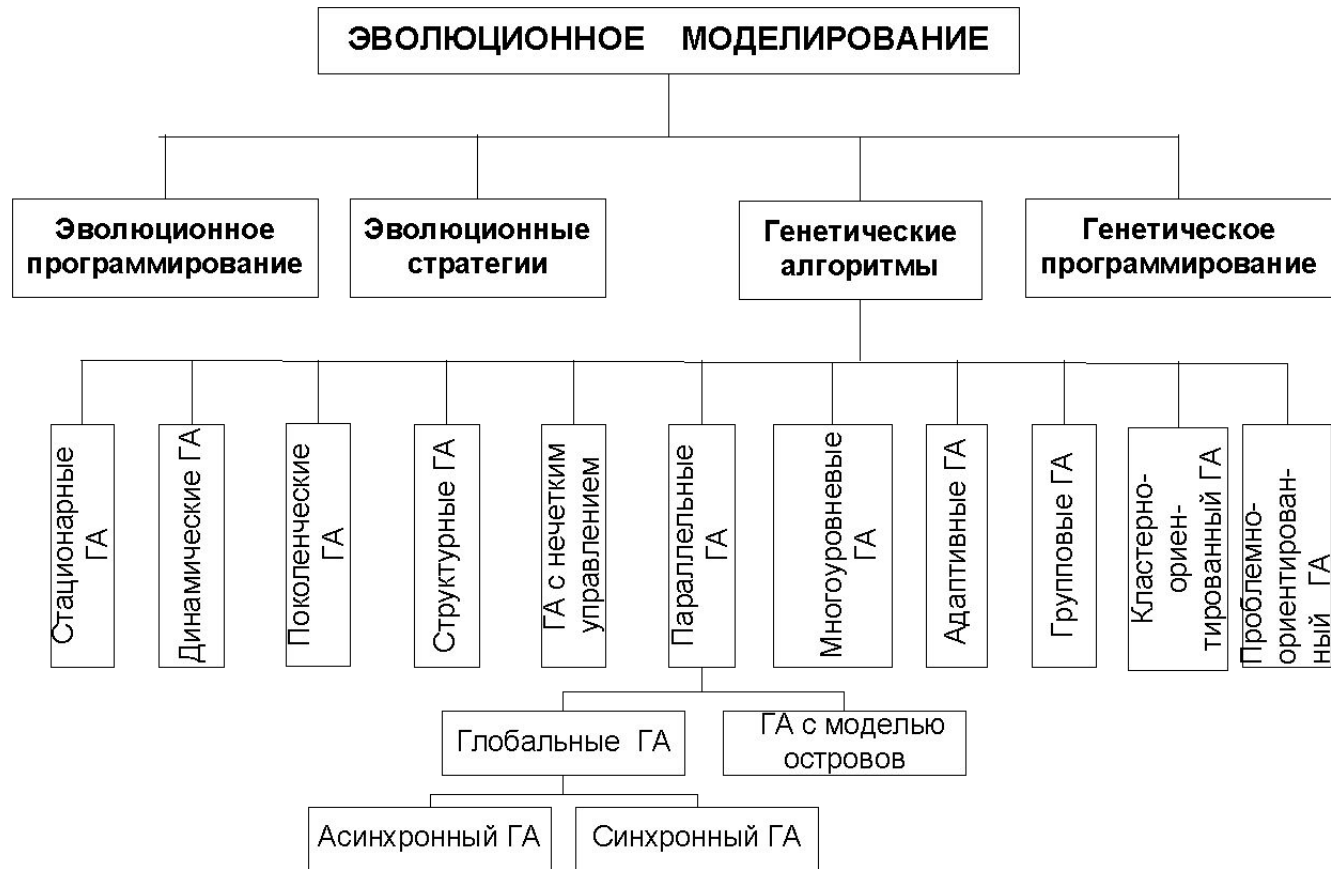 ЭВОЛЮЦИОННОЕ МОДЕЛИРОВАНИЕ
Эволюционное
программирование
Эволюционные
стратегии
Генетические
алгоритмы
Генетическое
программирование
Стационарные
ГА
Динамические ГА
Поколенческие
ГА
Структурные ГА
ГА с нечетким
управлением
Параллельные
ГА
Многоуровневые
ГА
Адаптивные ГА
Групповые ГА
Кластерно-
ориен-
тированный ГА
Проблемно-
ориентирован-
ный ГА
Глобальные ГА
ГА с моделью
островов
Асинхронный ГА
Синхронный ГА